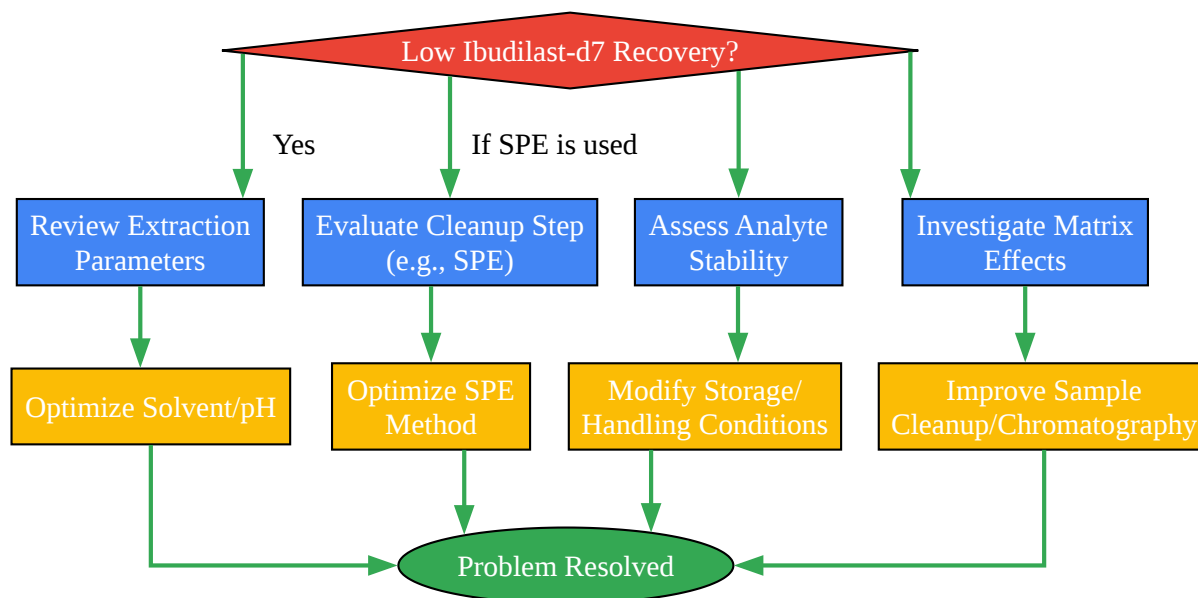 Low Ibudilast-d7 Recovery?
Yes
If SPE is used
Review Extraction
Parameters
Evaluate Cleanup Step
(e.g., SPE)
Assess Analyte
Stability
Investigate Matrix
Effects
Optimize Solvent/pH
Optimize SPE
Method
Modify Storage/
Handling Conditions
Improve Sample
Cleanup/Chromatography
Problem Resolved